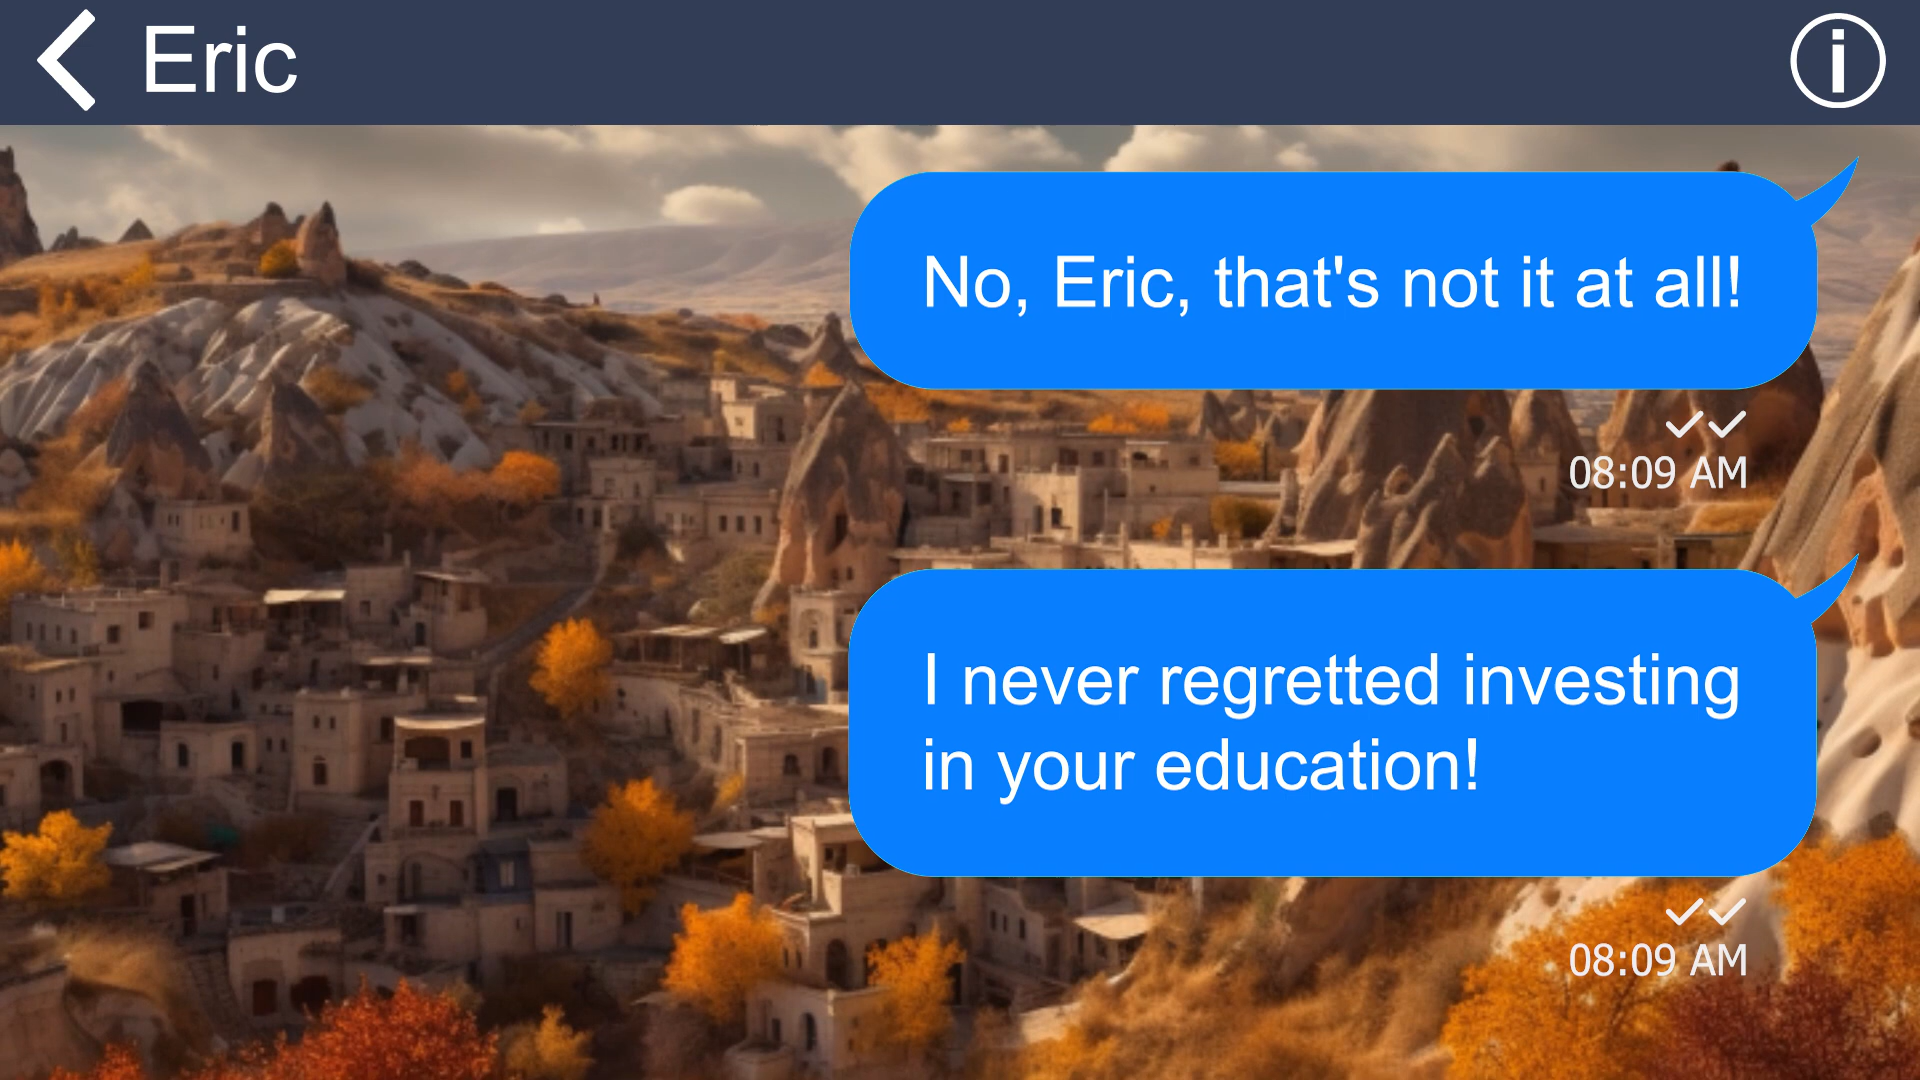 Eric
No, Eric, that's not it at all!
08:09 AM
I never regretted investing
in your education!
08:09 AM